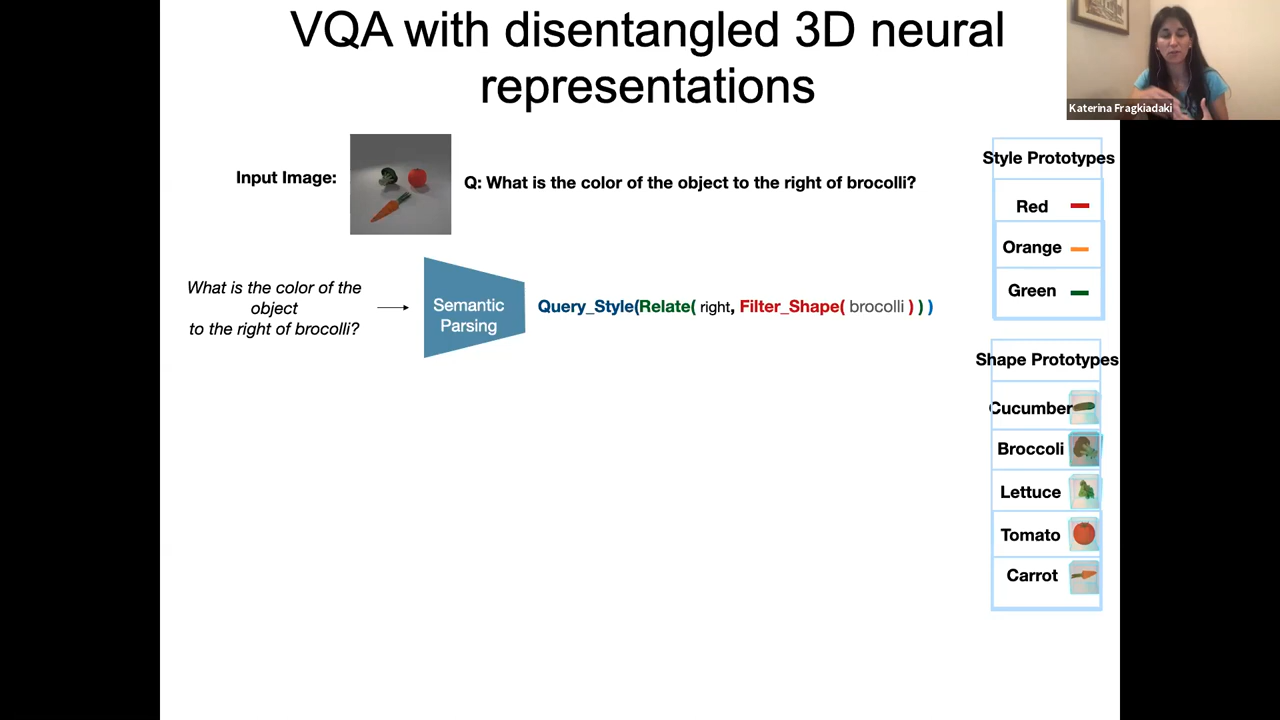 VQA with disentangled 3D neural
representations
Katerina Fragkiadaki
Input Image:
Q: What is the color of the object to the right of brocolli?
What is the color of the
object
to the right of brocolli?
Semantic
Parsing
Query_Style(Relate( right, Filter_Shape( brocolli ) ) )
Style Prototypes
Red
Orange
Green
Shape Prototypes
Cucumber
Broccoli
Lettuce
Tomato
Carrot